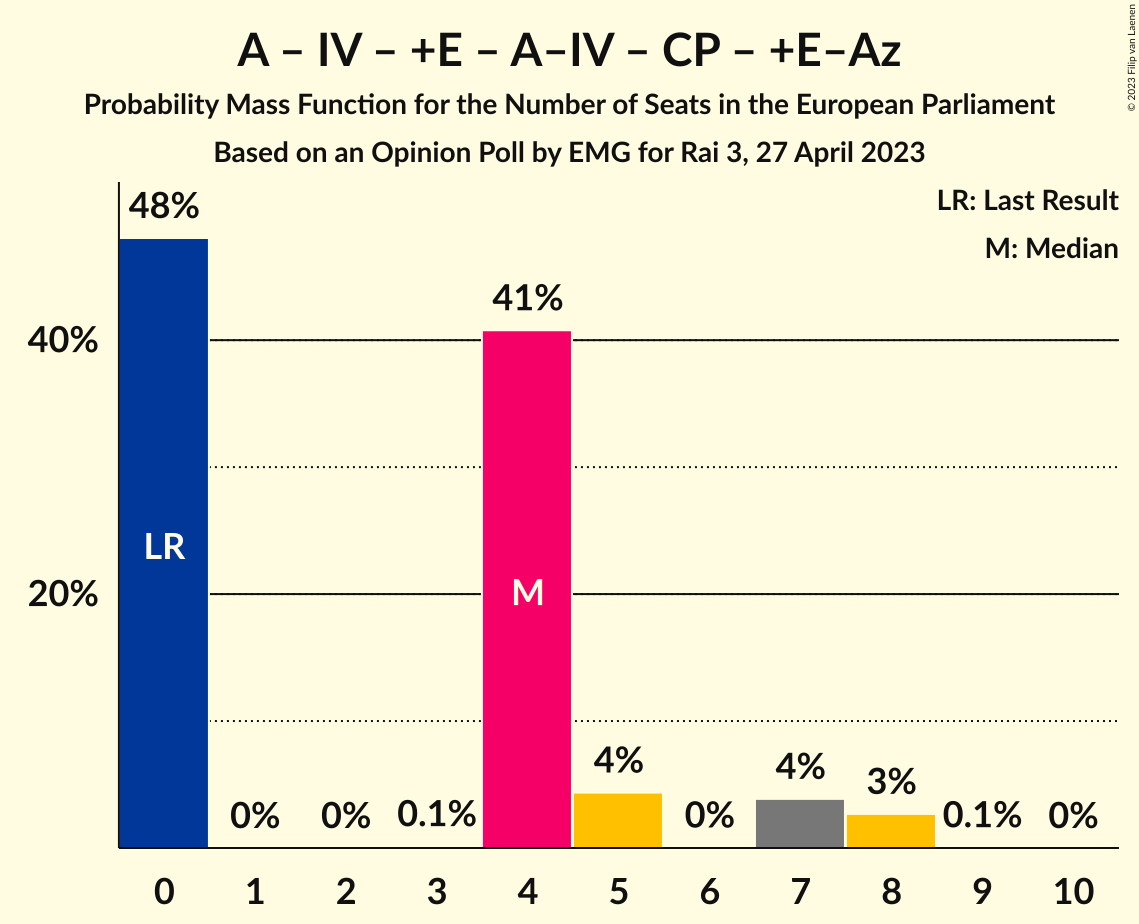 A – IV – +E – A–IV – CP – +E–Az
Probability Mass Function for the Number of Seats in the European Parliament
Based on an Opinion Poll by EMG for Rai 3, 27 April 2023
© 2023 Filip van Laenen
LR: Last Result
M: Median
48%
41%
40%
LR
M
20%
0%
0%
0.1%
4%
0%
4%
3%
0.1%
0%
0 1 2 3 4 5 6 7 8 9 10